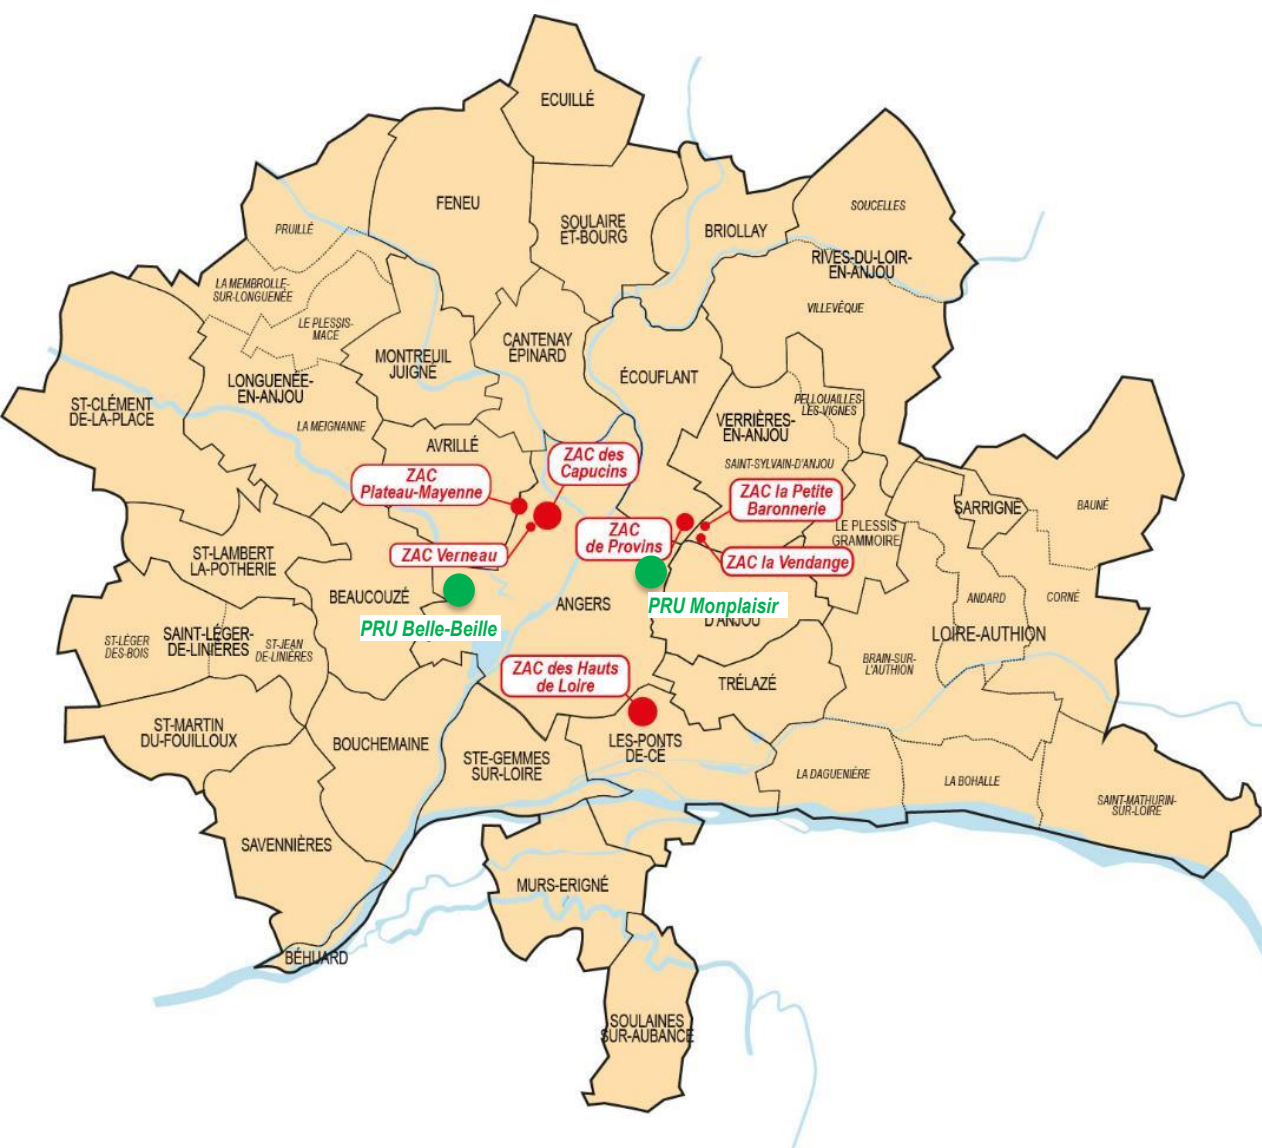 ECUILLÉ
FENEU
SOULAIRE
ET-BOURG
BRIOLLAY
SOUCELLES
RIVES-DU-LOIR-
EN-ANJOU
VILLEVÊQUE
PRUILLÉ
LA MEMBROLLE-
SUR-LONGUENÉE
LE PLESSIS-
MACÉ
MONTREUIL
JUIGNÉ
CANTENAY
ÉPINARD
ÉCOUFLANT
LONGUENÉE-
EN-ANJOU
ST-CLÉMENT
DE-LA-PLACE
LA MEIGNANNE
PELLOUAILLES-
LES-VIGNES
VERRIÈRES-
EN-ANJOU
SAINT-SYLVAIN-D'ANJOU
AVRILLÉ
ZAC des
Capucins
ZAC
Plateau-Mayenne
ZAC la Petite
Baronnerie
SARRIGNÉ
BAUNÉ
ZAC
de Provins
LE PLESSIS
GRAMMOIRE
ZAC Verneau
ZAC la Vendange
ST-LAMBERT
LA-POTHERIE
BEAUCOUZÉ
ANGERS
PRU Monplaisir
D'ANJOU
ANDARD
CORNÉ
PRU Belle-Beille
LOIRE-AUTHION
ST-LÉGER
DES-BOIS
SAINT-LÉGER-
DE-LINIÈRES
ST-JEAN
DE-LINIÈRES
BRAIN-SUR-
L'AUTHION
ZAC des Hauts
de Loire
TRÉLAZÉ
ST-MARTIN
DU-FOUILLOUX
BOUCHEMAINE
STE-GEMMES
SUR-LOIRE
LES-PONTS
DE-CÉ
LA DAGUENIÈRE
LA BOHALLE
SAINT-MATHURIN-
SUR-LOIRE
SAVENNIÈRES
MURS-ERIGNÉ
BÉHUARD
SOULAINES
SUR-AUBANCE